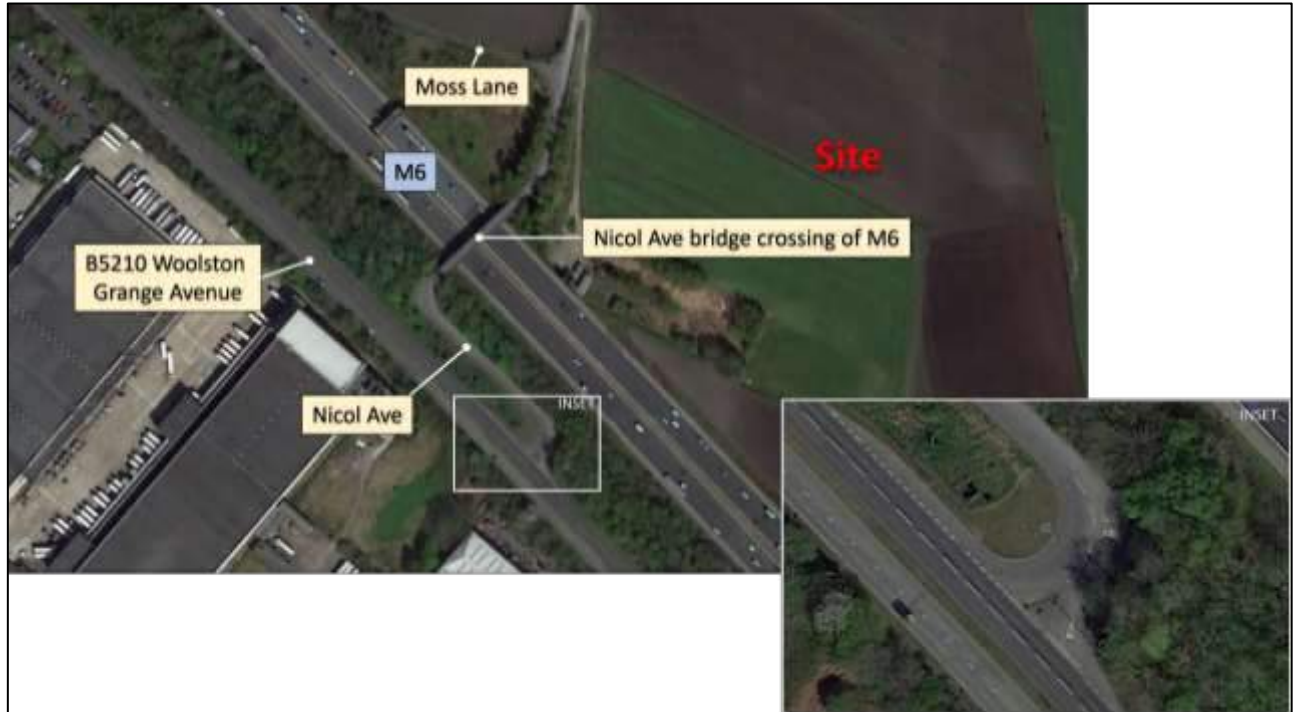 Moss Lane
Site
M6
Nicol Ave bridge crossing of M6
B5210 Woolston
Grange Avenue
Nicol Ave
INSET
INSET